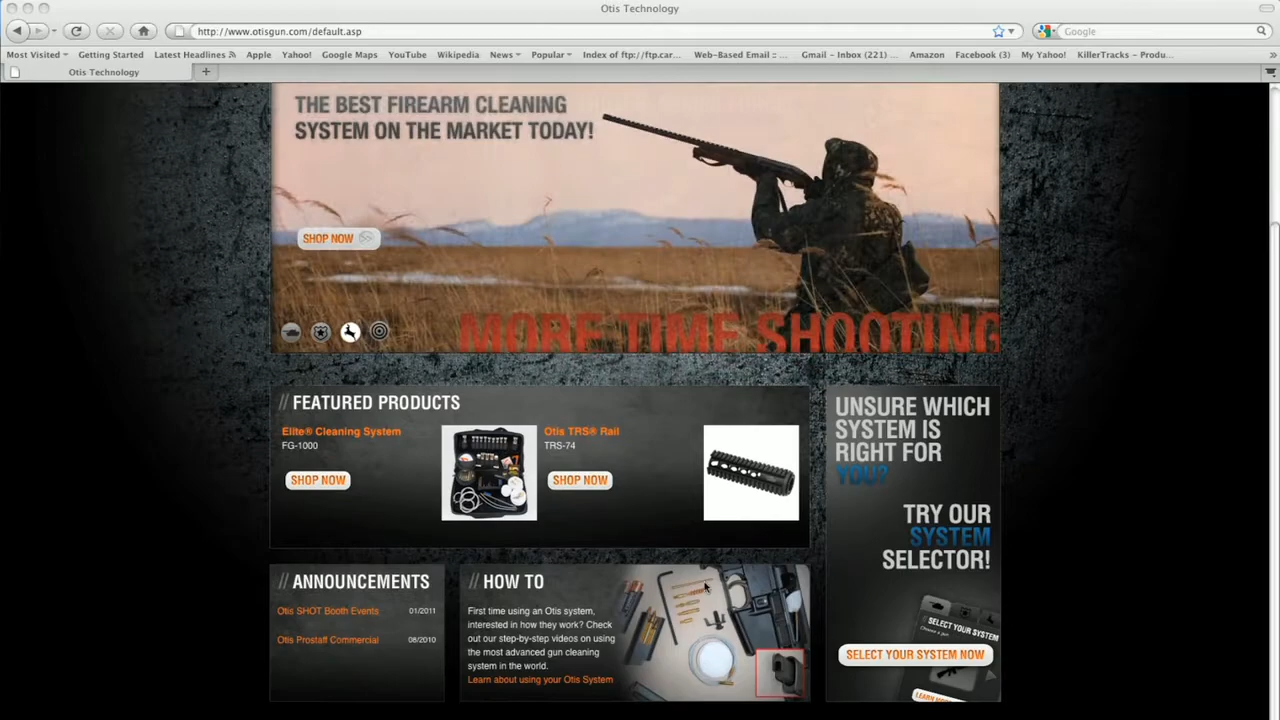 Otis Technology
http://www.otisgun.com/default.asp
Google
Most Visited Getting Started Latest Headlines Apple Yahoo! Google Maps YouTube Wikipedia News Popular Index of ftp://ftp.car... Web-Based Email :: ... Gmail - Inbox (221) ... Amazon Facebook (3) My Yahoo! KillerTracks - Produ... »
Otis Technology +
THE BEST FIREARM CLEANING
SYSTEM ON THE MARKET TODAY!
SHOP NOW
MORE TIME SHOOTING
// FEATURED PRODUCTS
Elite® Cleaning System
FG-1000
SHOP NOW
Otis TRS® Rail
TRS-74
SHOP NOW
UNSURE WHICH
SYSTEM IS
RIGHT FOR
YOU?
TRY OUR
SYSTEM
SELECTOR!
SELECT YOUR SYSTEM
SELECT YOUR SYSTEM NOW
// ANNOUNCEMENTS
Otis SHOT Booth Events 01/2011
Otis Prostaff Commercial 08/2010
// HOW TO
First time using an Otis system,
interested in how they work? Check
out our step-by-step videos on using
the most advanced gun cleaning
system in the world.
Learn about using your Otis System